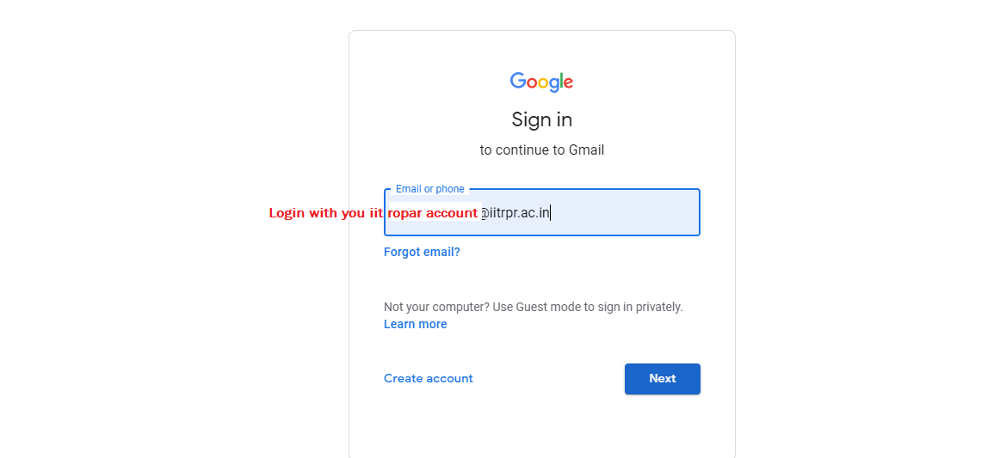 Google
Sign in
to continue to Gmail
Email or phone
Login with you iit ropar account @iitrpr.ac.in
Forgot email?
Not your computer? Use Guest mode to sign in privately.
Learn more
Create account
Next